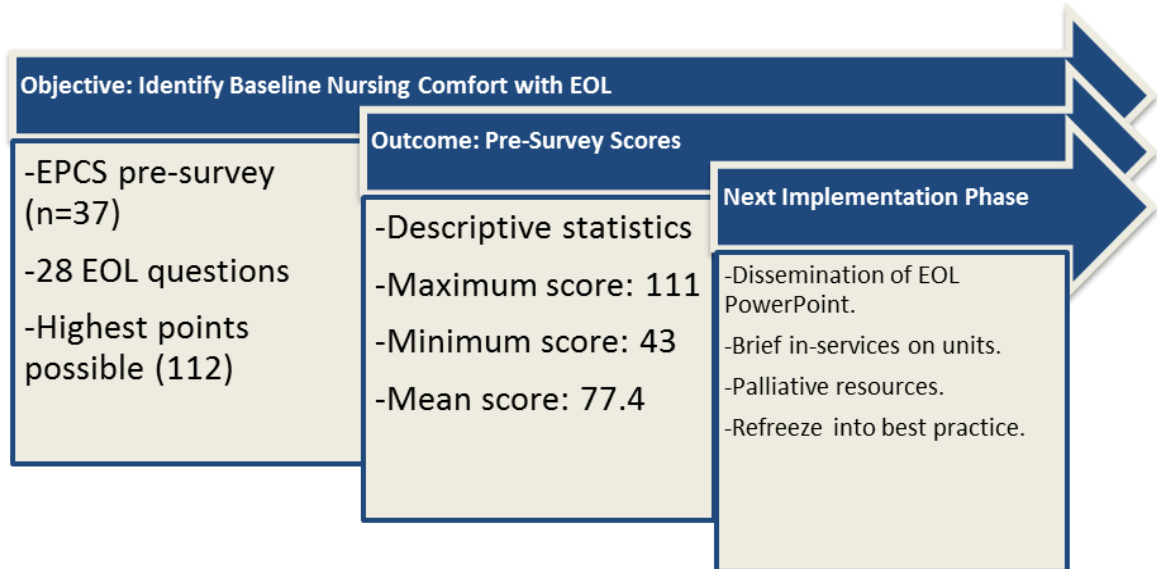 Objective: Identify Baseline Nursing Comfort with EOL
-EPCS pre-survey
(n=37)
-28 EOL questions
-Highest points
possible (112)
Outcome: Pre-Survey Scores
-Descriptive statistics
-Maximum score: 111
-Minimum score: 43
-Mean score: 77.4
Next Implementation Phase
-Dissemination of EOL
PowerPoint.
-Brief in-services on units.
-Palliative resources.
-Refreeze into best practice.